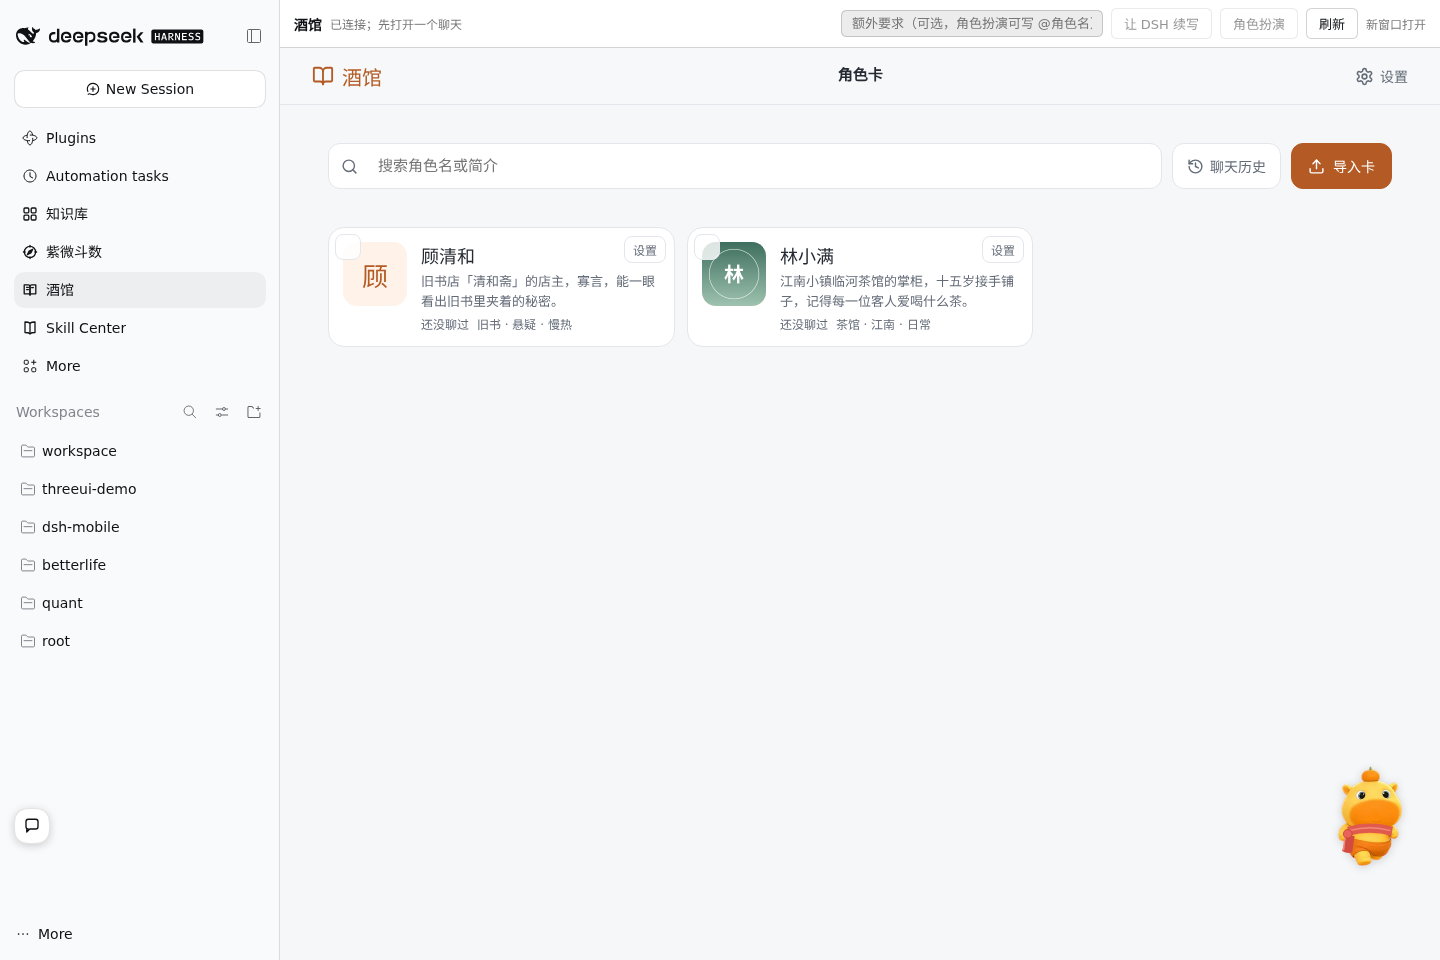 deepseek HARNESS
New Session
Plugins
Automation tasks
知识库
紫微斗数
酒馆
Skill Center
More
Workspaces
workspace
threeui-demo
dsh-mobile
betterlife
quant
root
More
酒馆 已连接；先打开一个聊天
额外要求（可选，角色扮演可写 @角色名
让 DSH 续写
角色扮演
刷新
新窗口打开
酒馆
角色卡
设置
搜索角色名或简介
聊天历史
导入卡
顾
顾清和
设置
旧书店「清和斋」的店主，寡言，能一眼
看出旧书里夹着的秘密。
还没聊过 旧书 · 悬疑 · 慢热
林
林小满
设置
江南小镇临河茶馆的掌柜，十五岁接手铺
子，记得每一位客人爱喝什么茶。
还没聊过 茶馆 · 江南 · 日常